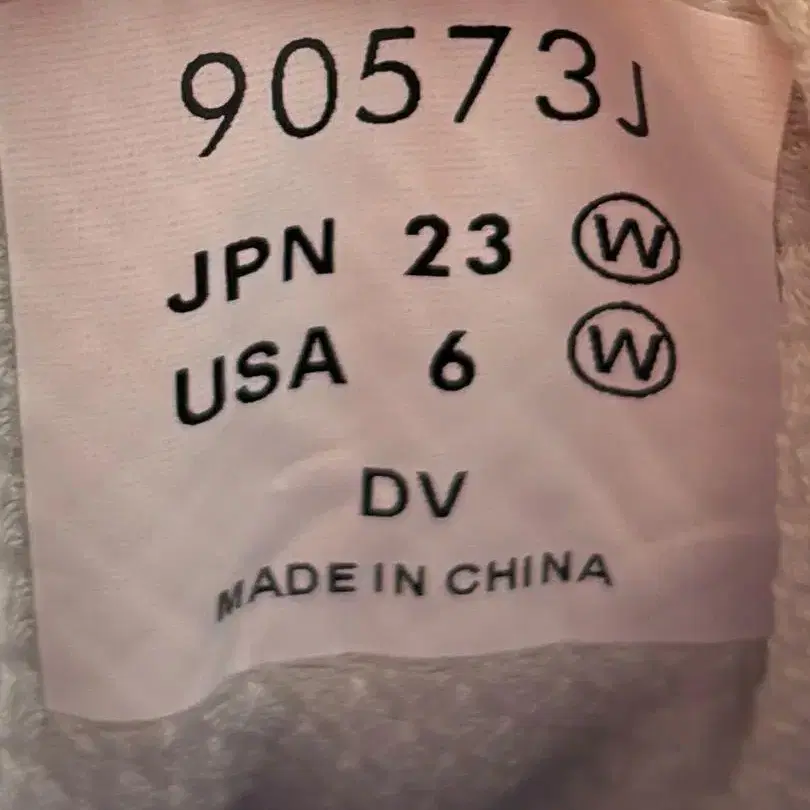 90573J
JPN 23 Ⓦ
USA 6 Ⓦ
DV
MADE IN CHINA